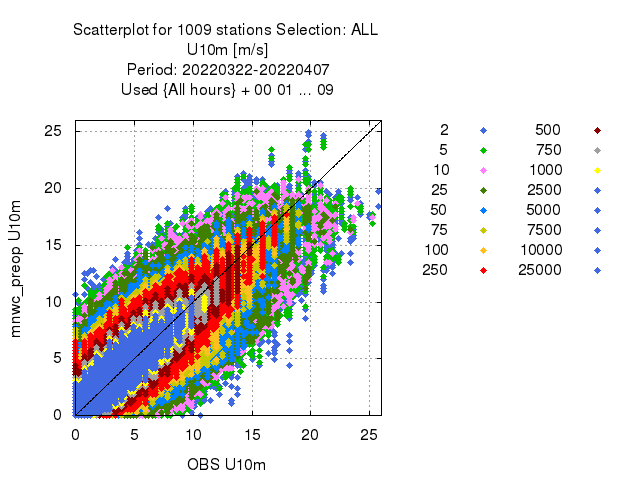 Scatterplot for 1009 stations Selection: ALL
U10m [m/s]
Period: 20220322-20220407
Used {All hours} + 00 01 ... 09
mnwc_preop U10m
25
20
15
10
5
0
0 5 10 15 20 25
OBS U10m
2 500
5 750
10 1000
25 2500
50 5000
75 7500
100 10000
250 25000